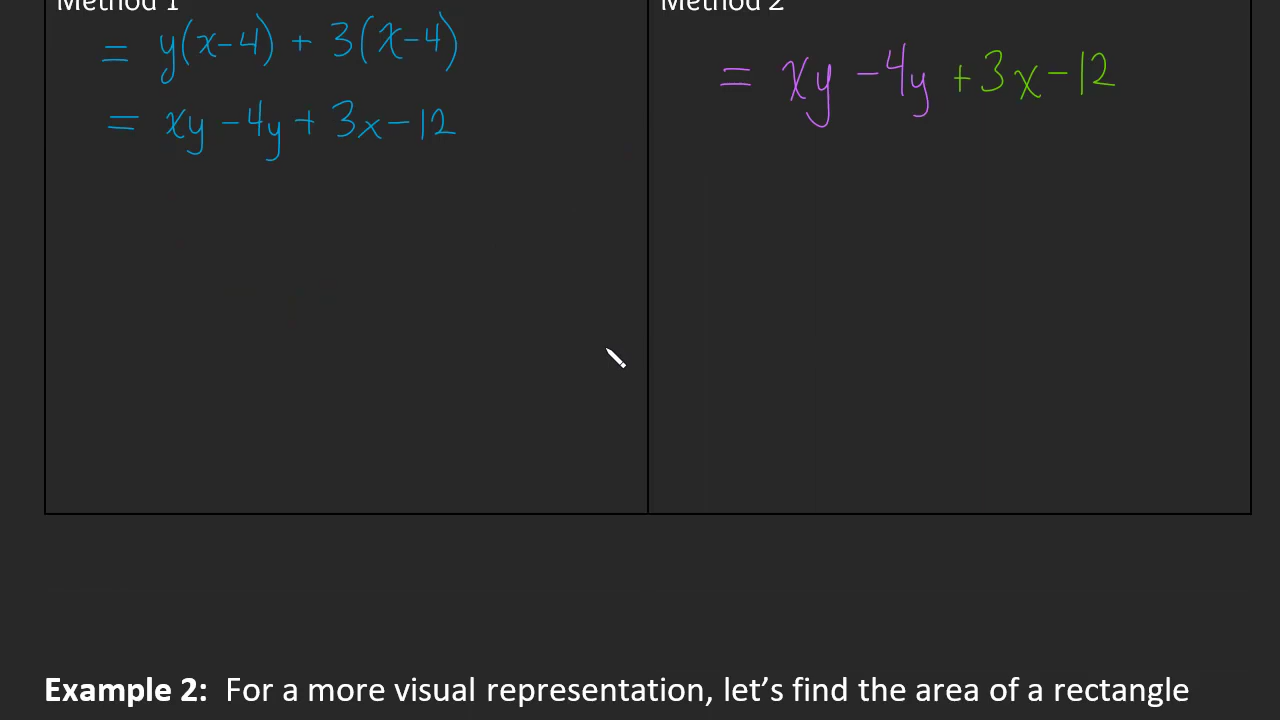 Method 1
= y(x-4) + 3(x-4)
= xy - 4y + 3x - 12
Method 2
= xy - 4y + 3x - 12
Example 2: For a more visual representation, let's find the area of a rectangle